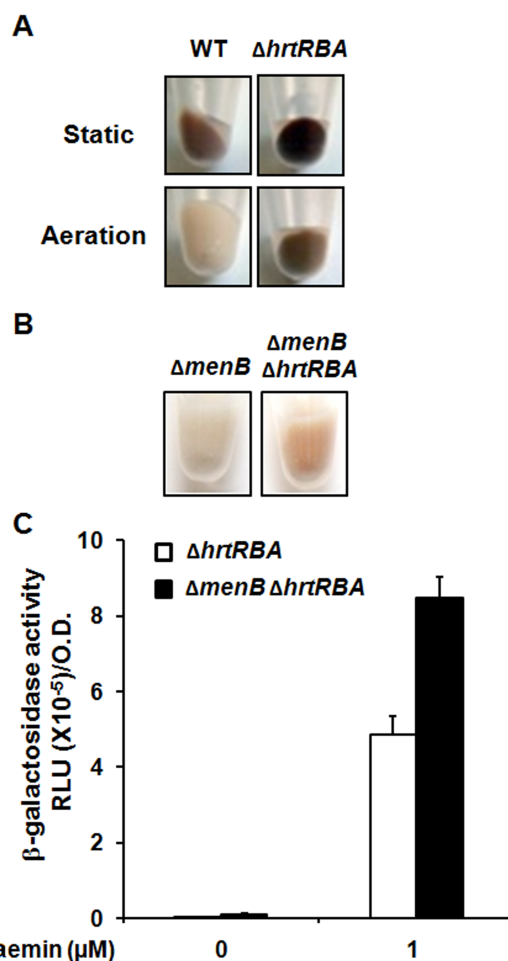 A
WT ΔhrtRBA
Static
Aeration
B
ΔmenB ΔmenB
ΔhrtRBA
C
10
8
6
4
2
0
ΔhrtRBA
ΔmenB ΔhrtRBA
β-galactosidase activity
RLU (X10⁻⁵)/O.D.
aemin (μM) 0 1